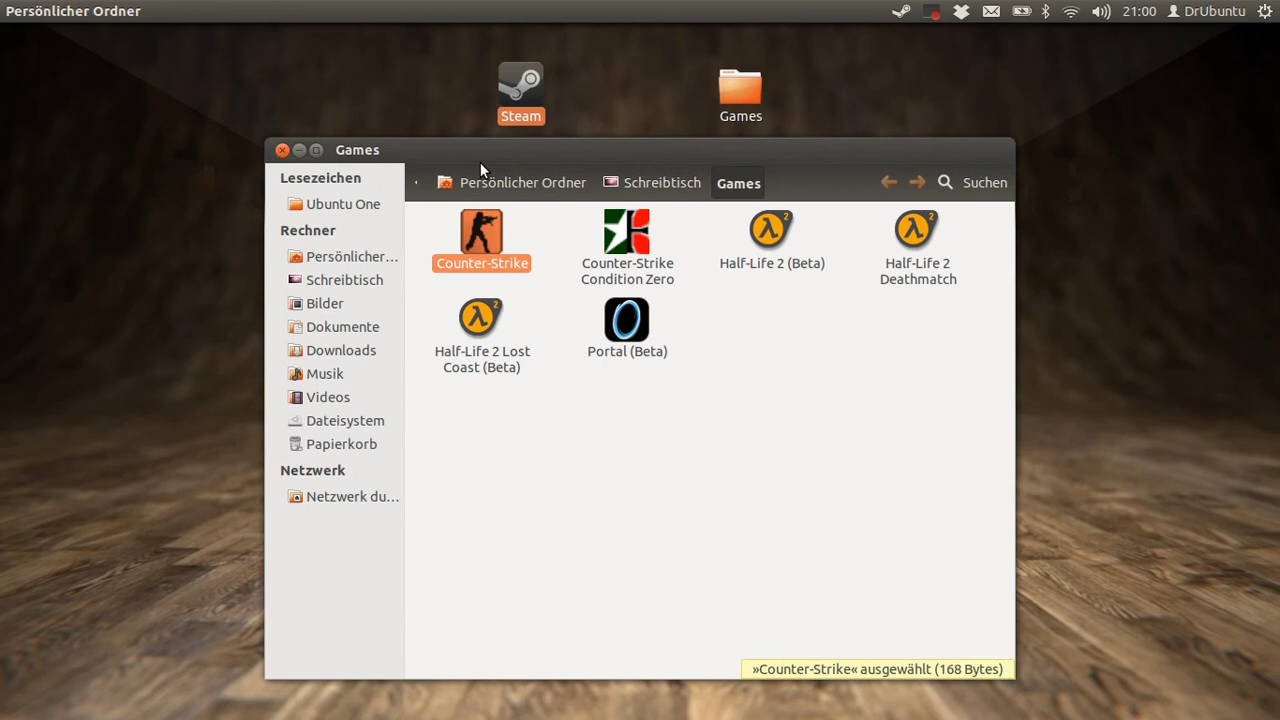 Persönlicher Ordner
21:00 DrUbuntu
Steam
Games
Games
Lesezeichen
Ubuntu One
Rechner
Persönlicher...
Schreibtisch
Bilder
Dokumente
Downloads
Musik
Videos
Dateisystem
Papierkorb
Netzwerk
Netzwerk du...
Persönlicher Ordner Schreibtisch Games Suchen
Counter-Strike
Counter-Strike
Condition Zero
Half-Life 2 (Beta)
Half-Life 2
Deathmatch
Half-Life 2 Lost
Coast (Beta)
Portal (Beta)
»Counter-Strike« ausgewählt (168 Bytes)